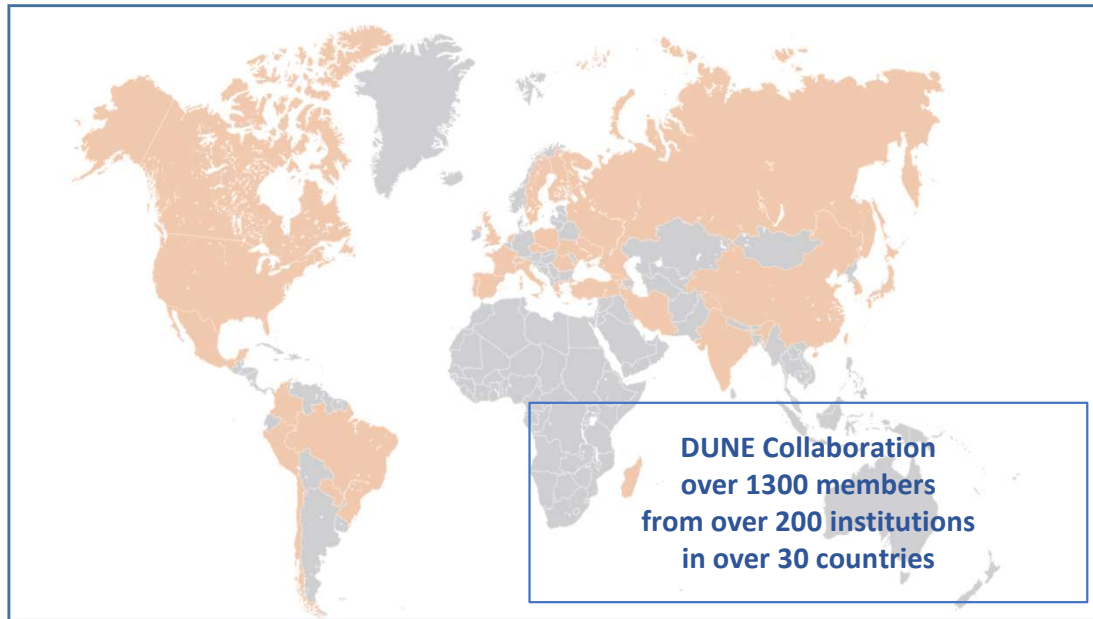 DUNE Collaboration
over 1300 members
from over 200 institutions
in over 30 countries